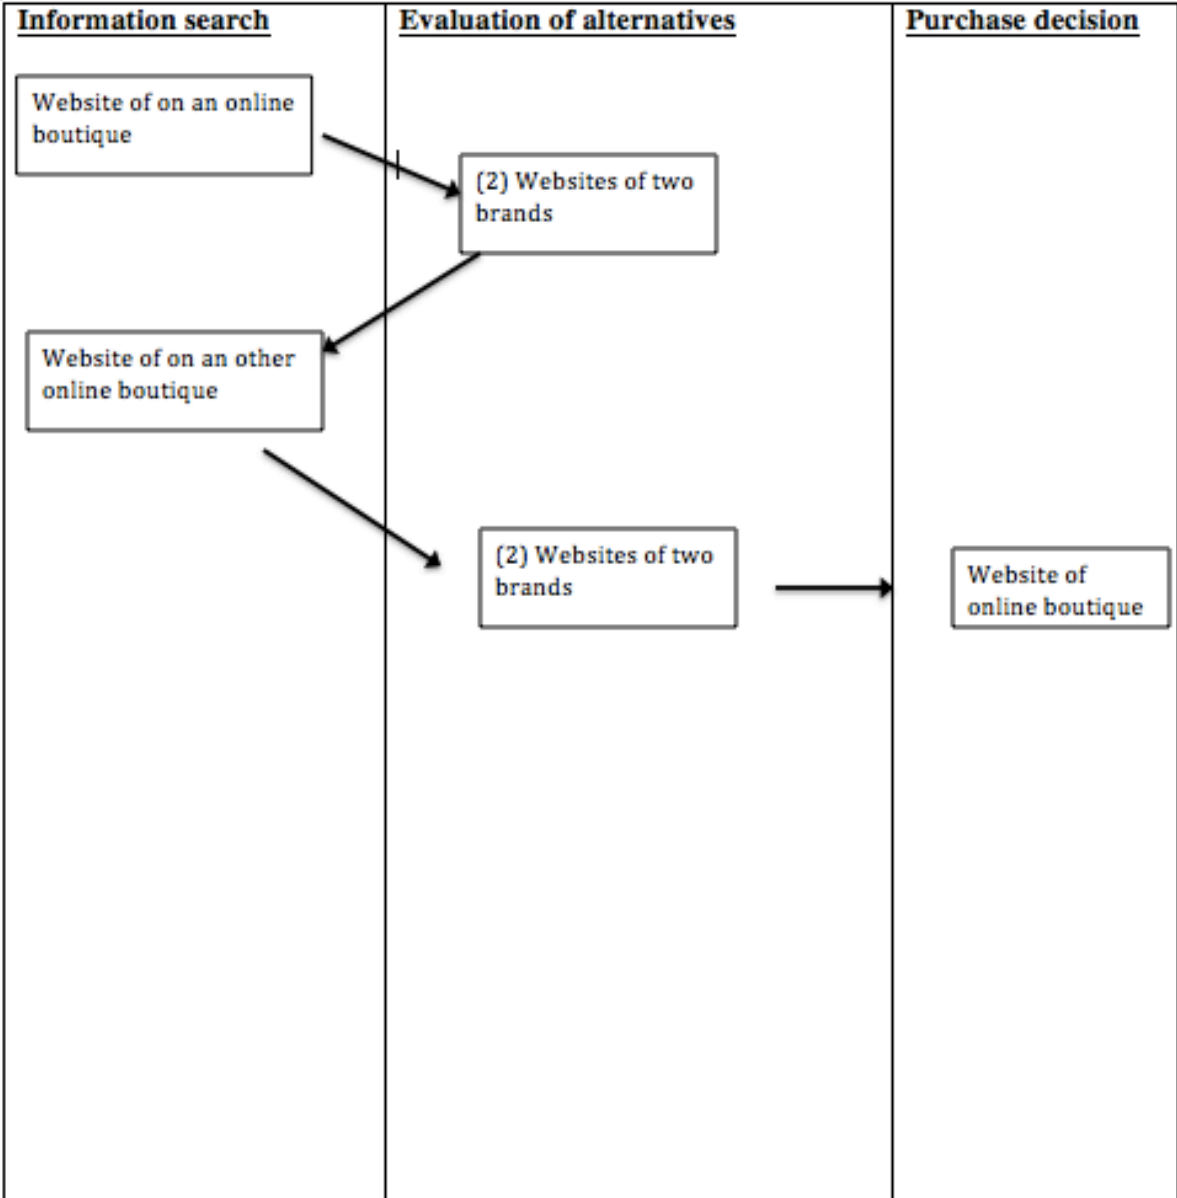 Information search
Evaluation of alternatives
Purchase decision
Website of on an online
boutique
(2) Websites of two
brands
Website of on an other
online boutique
(2) Websites of two
brands
Website of
online boutique